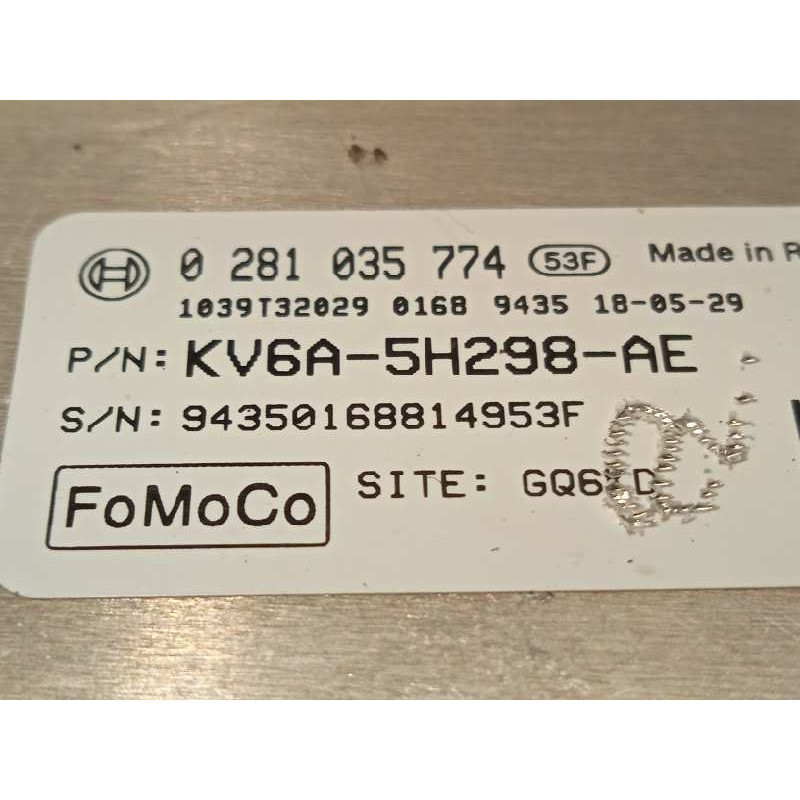 0 281 035 774 53F Made in R
1039T32029 0168 9435 18-05-29
P/N: KV6A-5H298-AE
S/N: 94350168814953F
FoMoCo SITE: